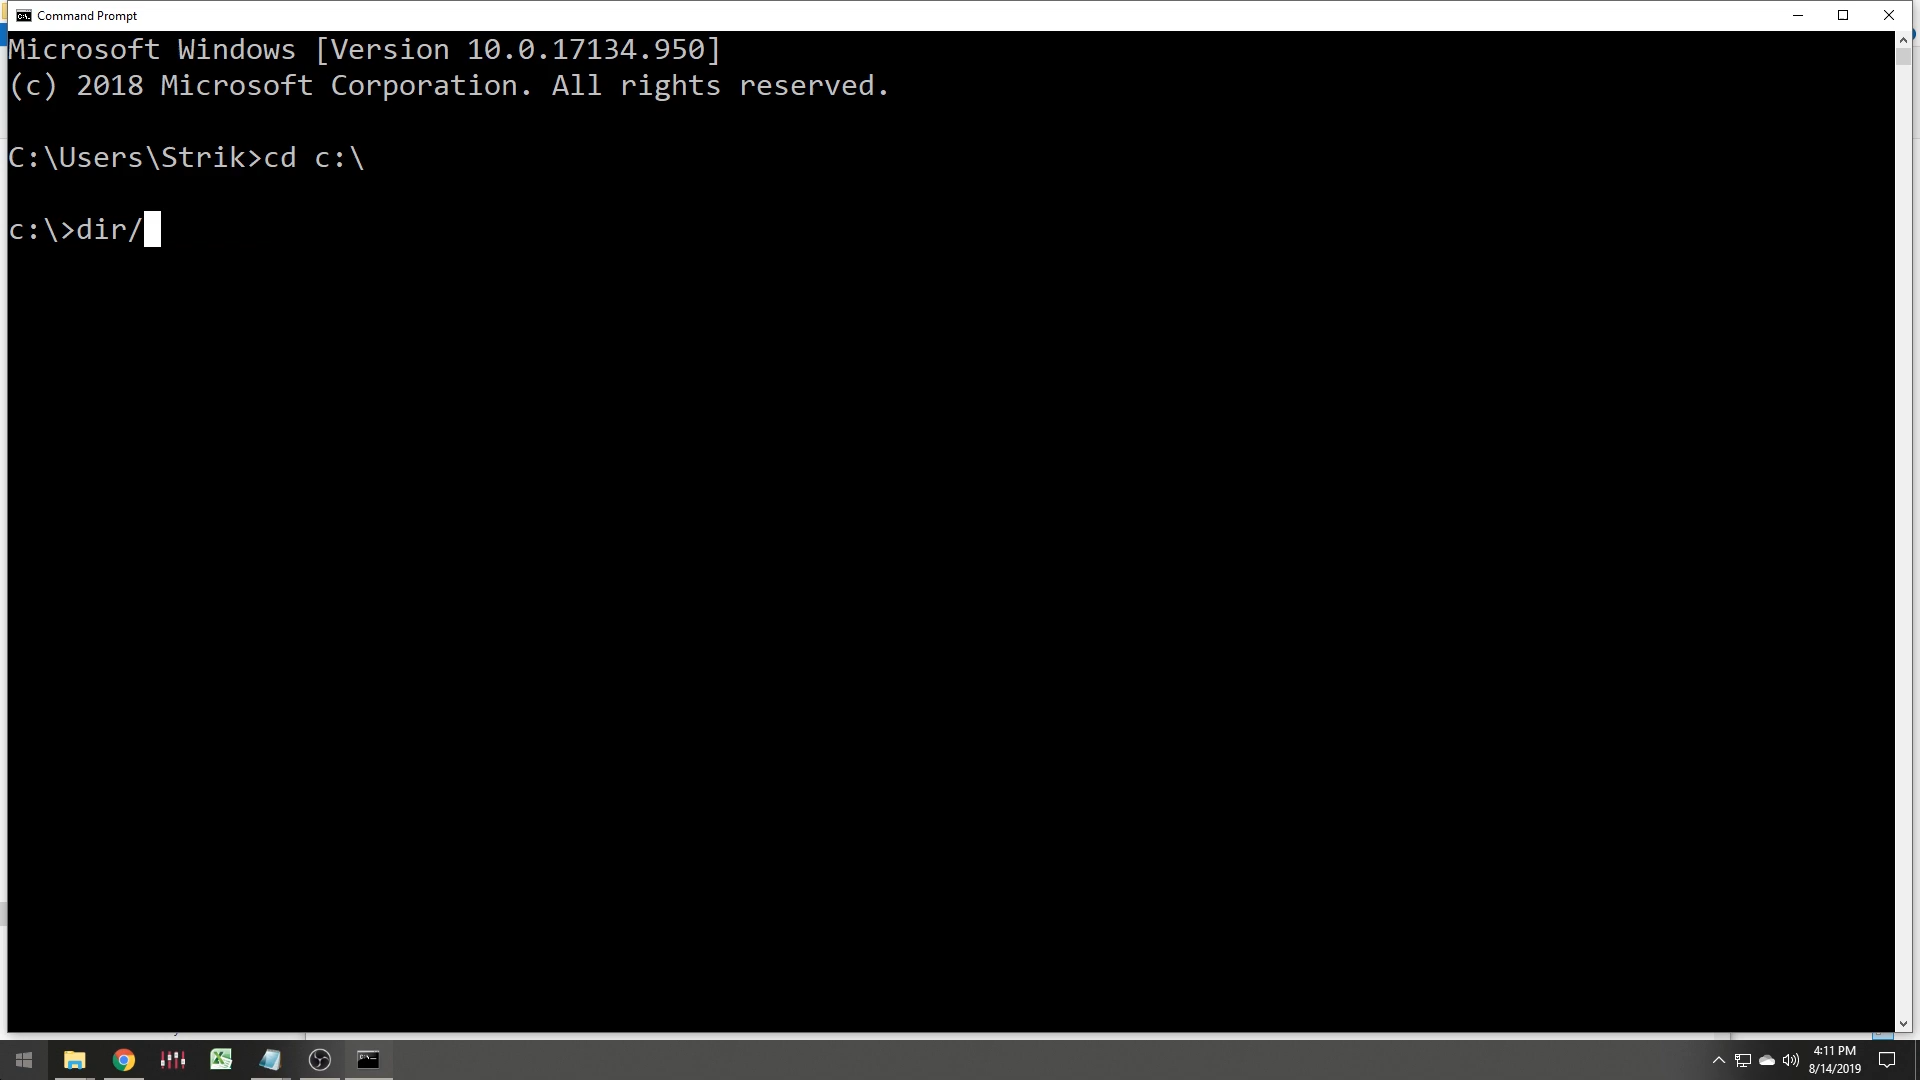 Command Prompt
Microsoft Windows [Version 10.0.17134.950]
(c) 2018 Microsoft Corporation. All rights reserved.
C:\Users\Strik>cd c:\
c:\>dir/
4:11 PM
8/14/2019